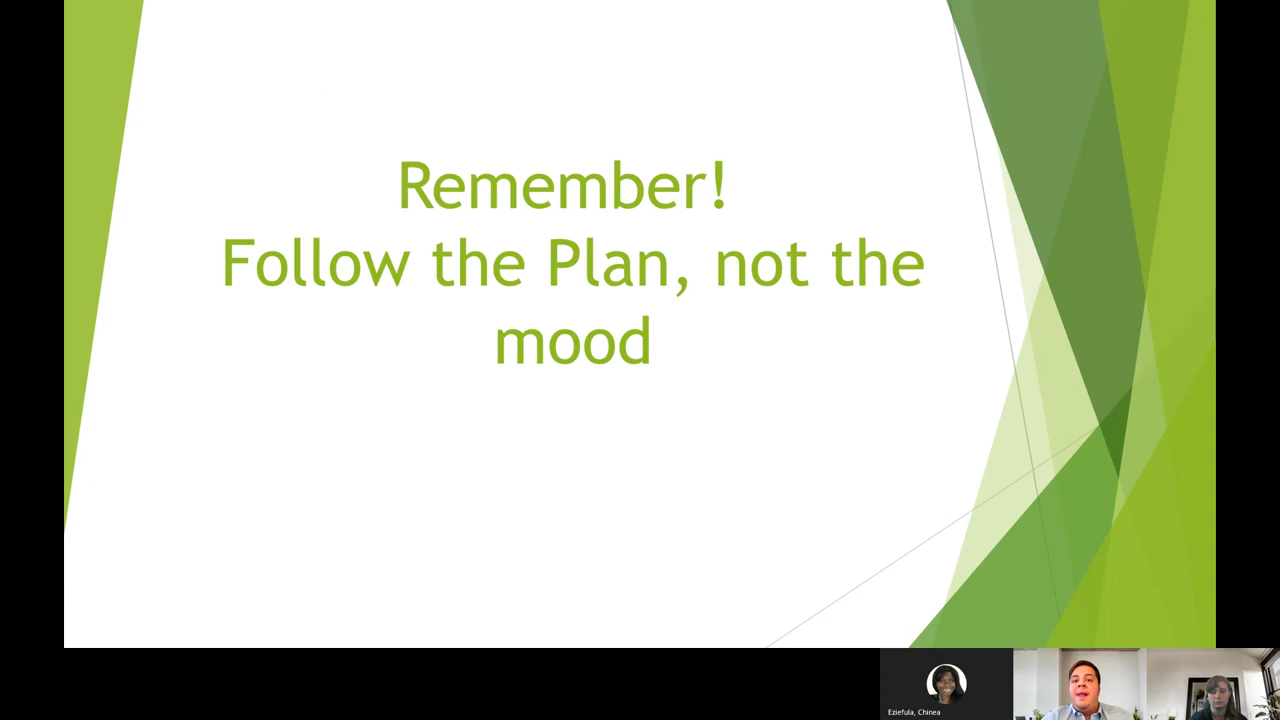 Remember!
Follow the Plan, not the
mood
Eziefula, Chinea